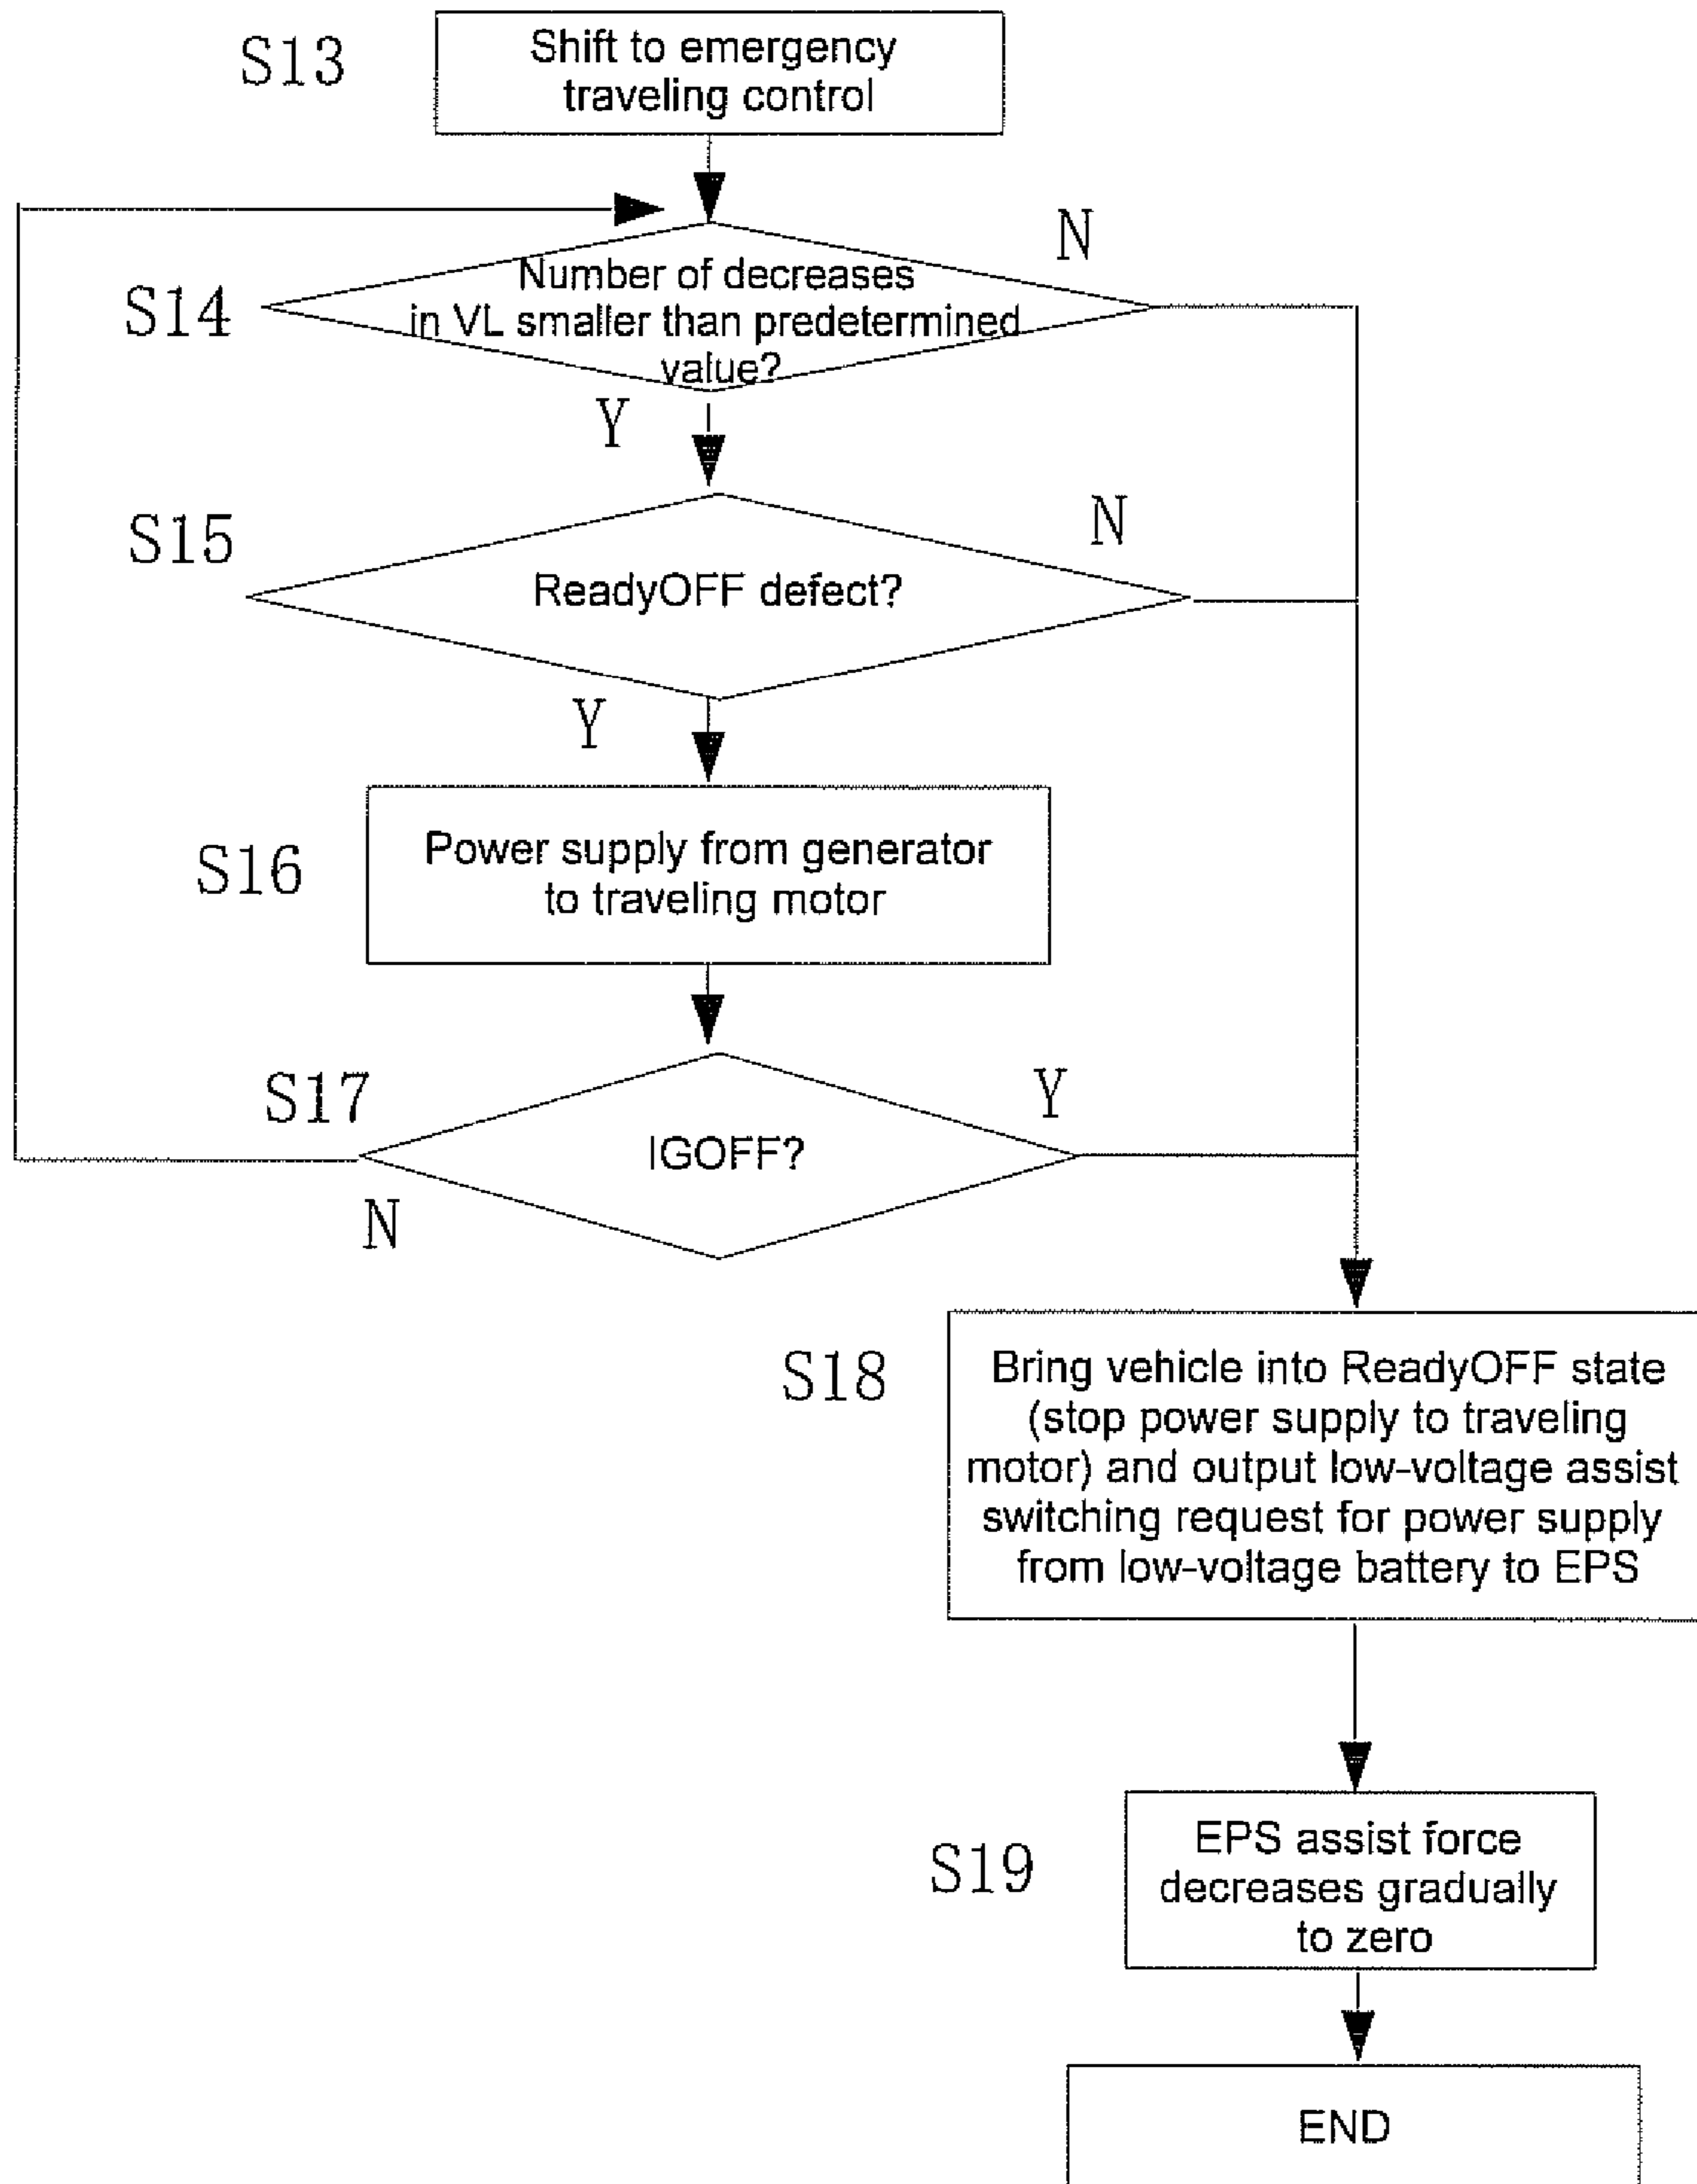 S13
Shift to emergency
traveling control
N
S14
Number of decreases
in VL smaller than predetermined
value?
Y
S15
N
ReadyOFF defect?
Y
S16
Power supply from generator
to traveling motor
S17
Y
IGOFF?
N
S18
Bring vehicle into ReadyOFF state
(stop power supply to traveling
motor) and output low-voltage assist
switching request for power supply
from low-voltage battery to EPS
S19
EPS assist force
decreases gradually
to zero
END